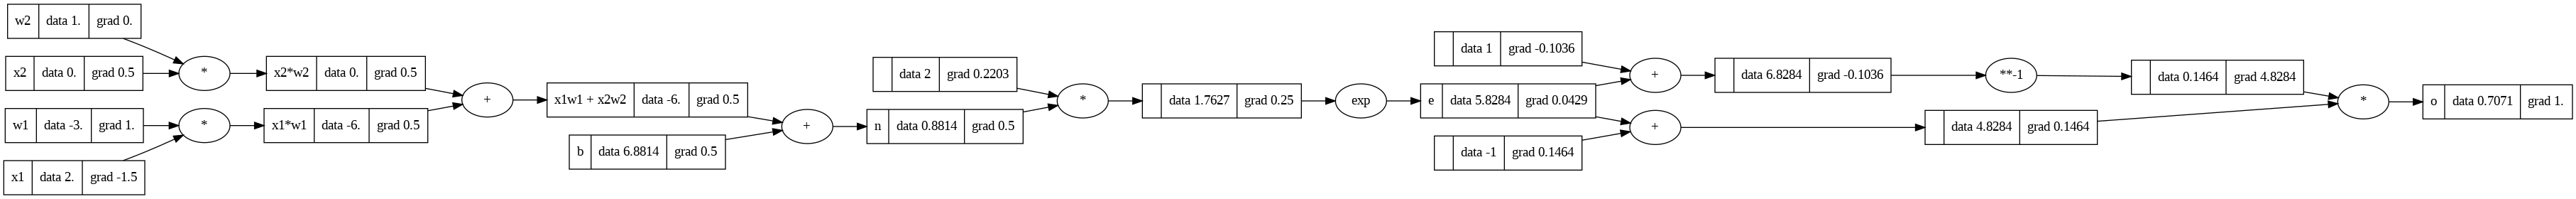 w2 data 1. grad 0.
x2 data 0. grad 0.5
w1 data -3. grad 1.
x1 data 2. grad -1.5
*
*
x2*w2 data 0. grad 0.5
x1*w1 data -6. grad 0.5
+
x1w1 + x2w2 data -6. grad 0.5
b data 6.8814 grad 0.5
+
data 2 grad 0.2203
n data 0.8814 grad 0.5
*
data 1.7627 grad 0.25
exp
data 1 grad -0.1036
e data 5.8284 grad 0.0429
data -1 grad 0.1464
+
+
data 6.8284 grad -0.1036
**-1
data 4.8284 grad 0.1464
data 0.1464 grad 4.8284
*
o data 0.7071 grad 1.